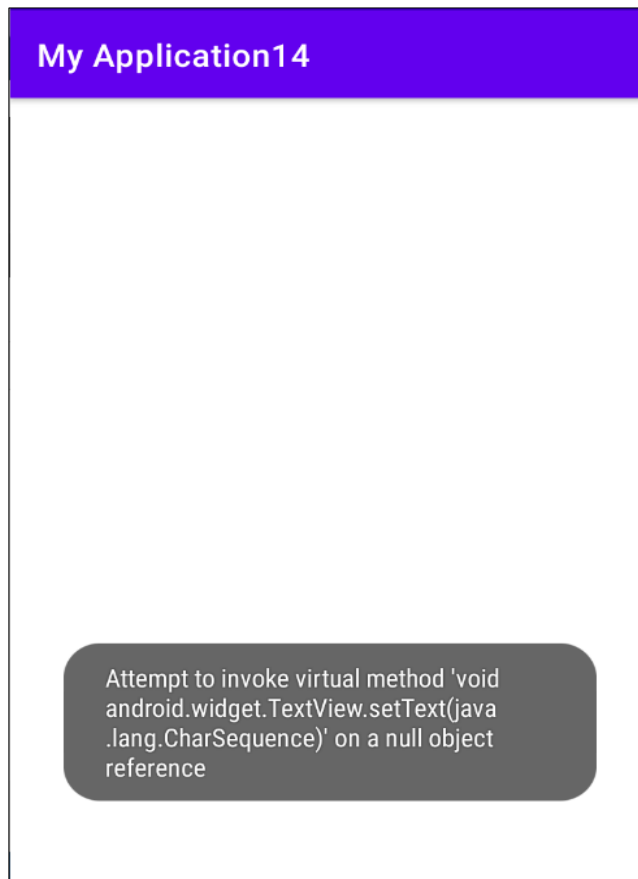 My Application14
Attempt to invoke virtual method 'void
android.widget.TextView.setText(java
.lang.CharSequence)' on a null object
reference